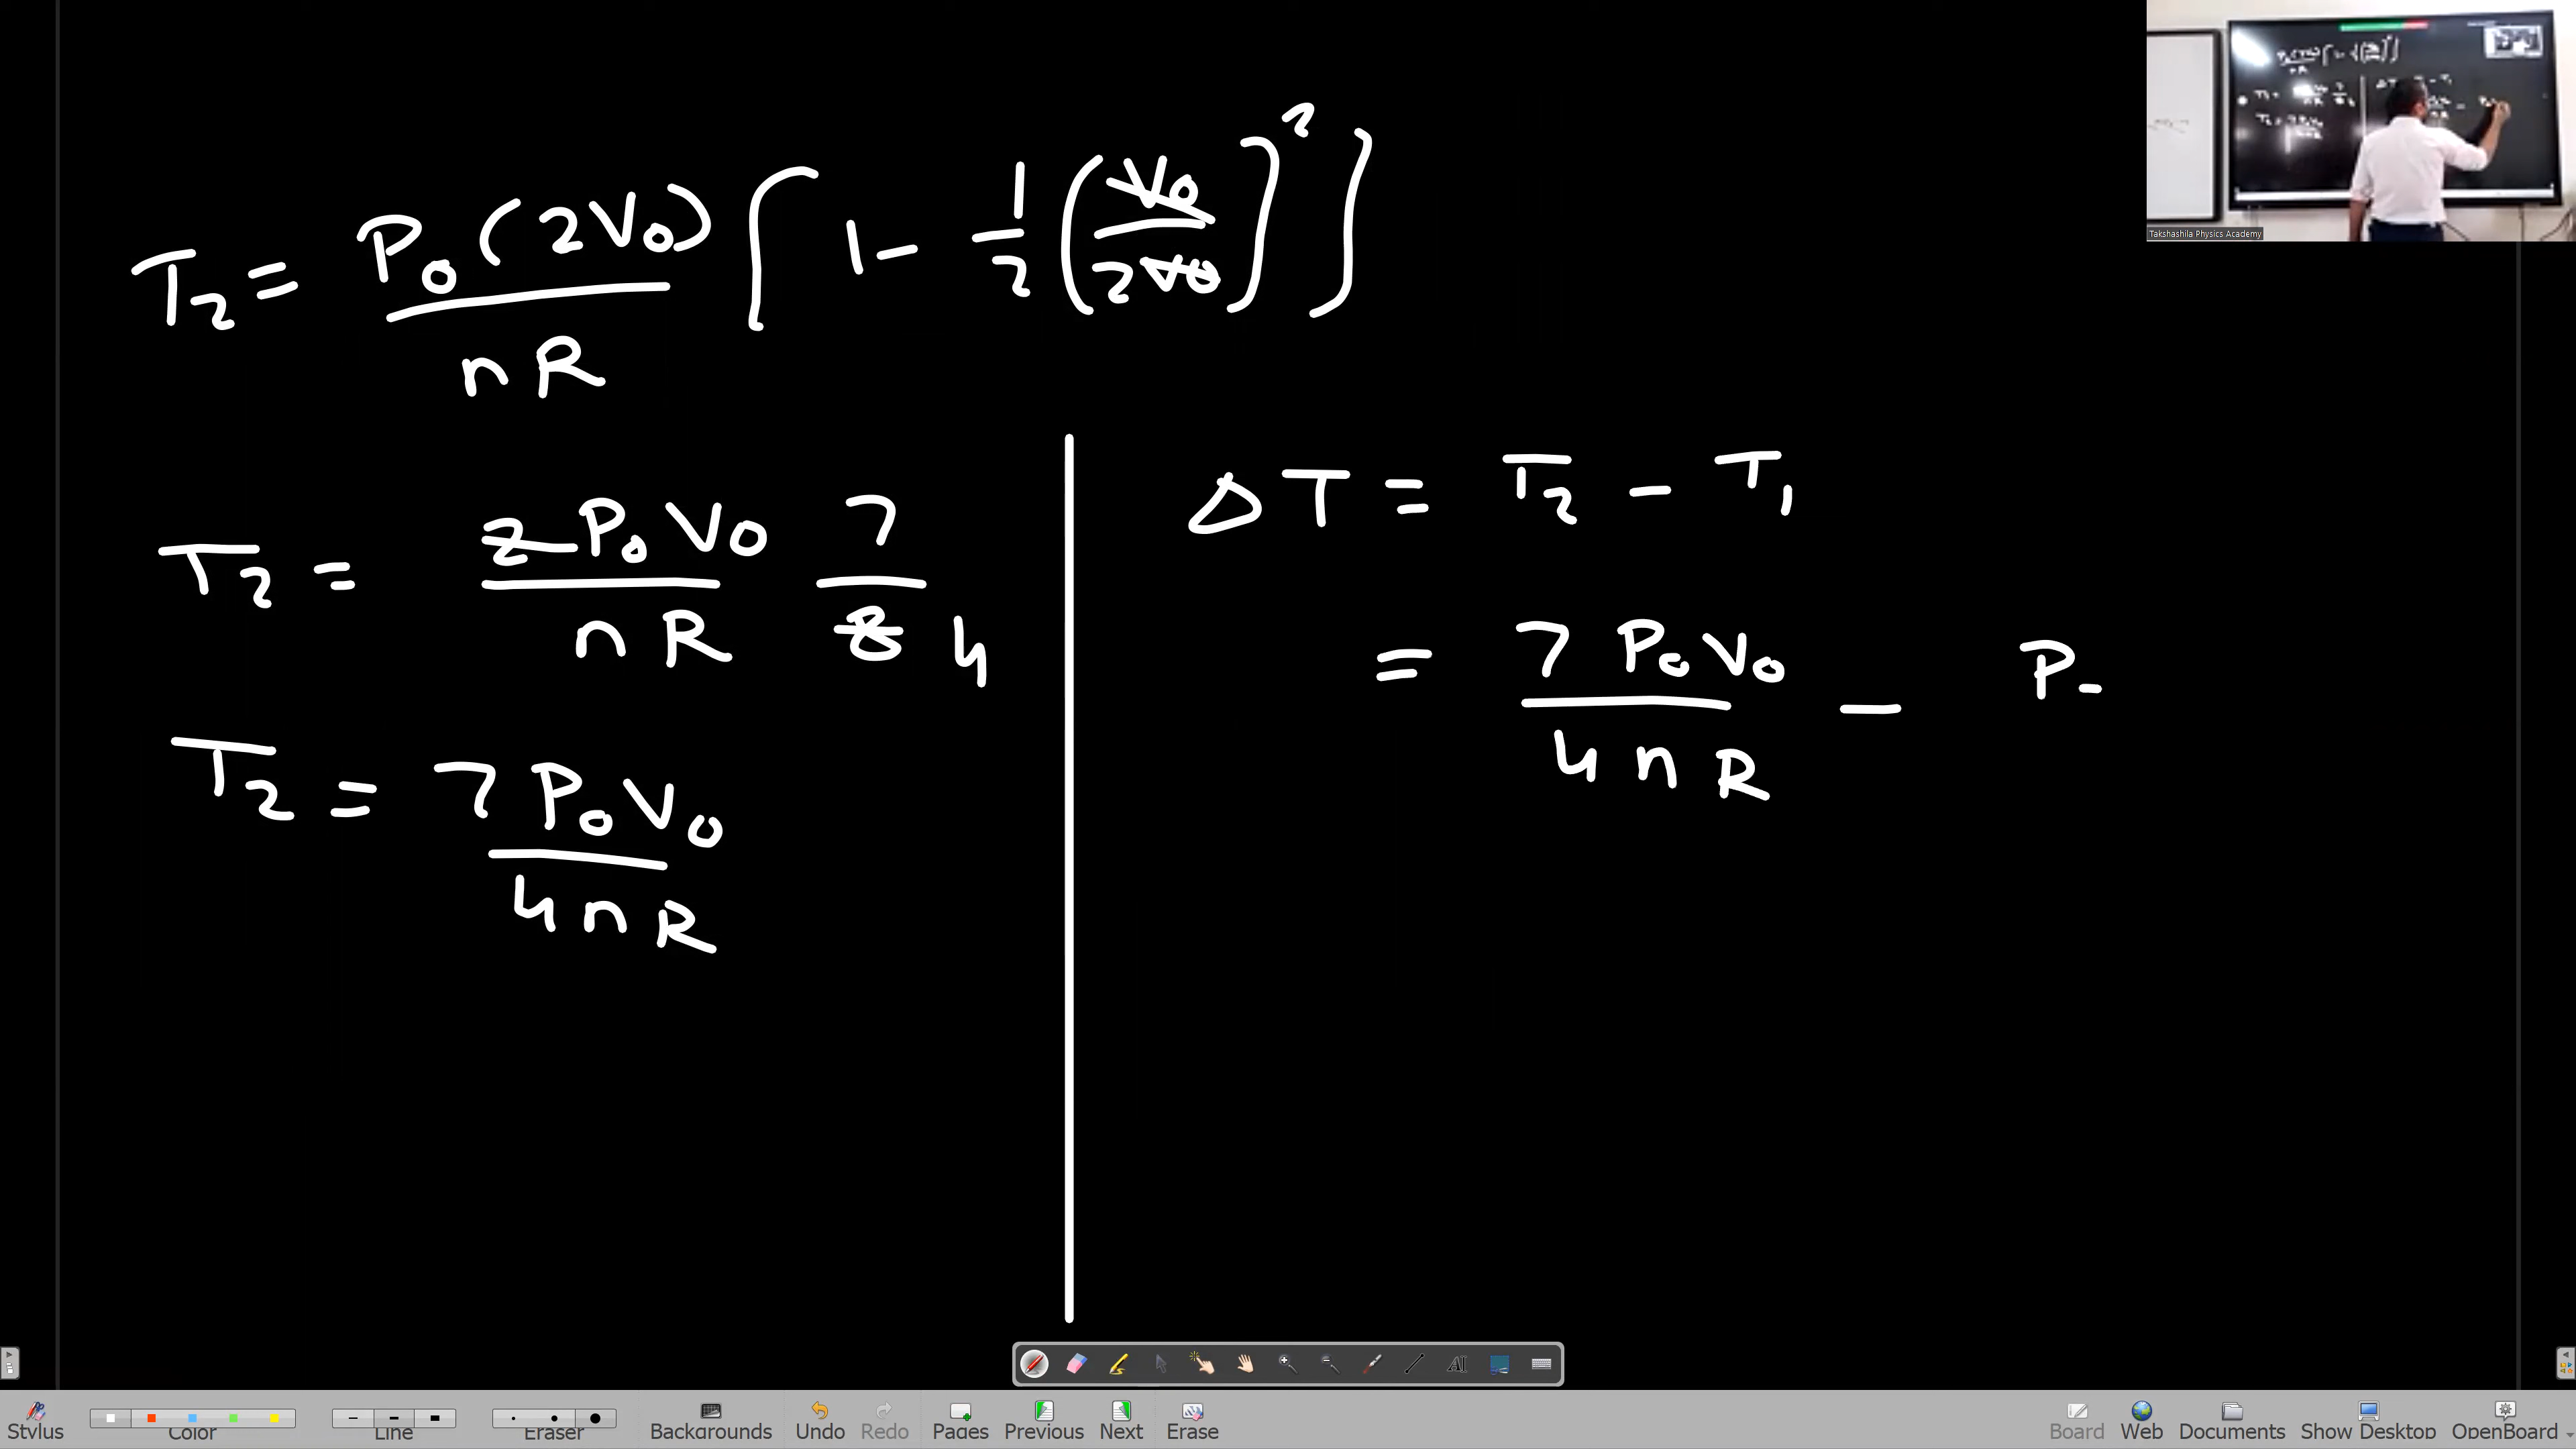 T₂ = P₀(2V₀)/nR [1 - 1/2 (V₀/2V₀)²]
T₂ = 2P₀V₀/nR 7/8 4
T₂ = 7P₀V₀/4nR
ΔT = T₂ - T₁
= 7P₀V₀/4nR - P
Takshashila Physics Academy
Stylus Color Line Eraser Backgrounds Undo Redo Pages Previous Next Erase Board Web Documents Show Desktop OpenBoard